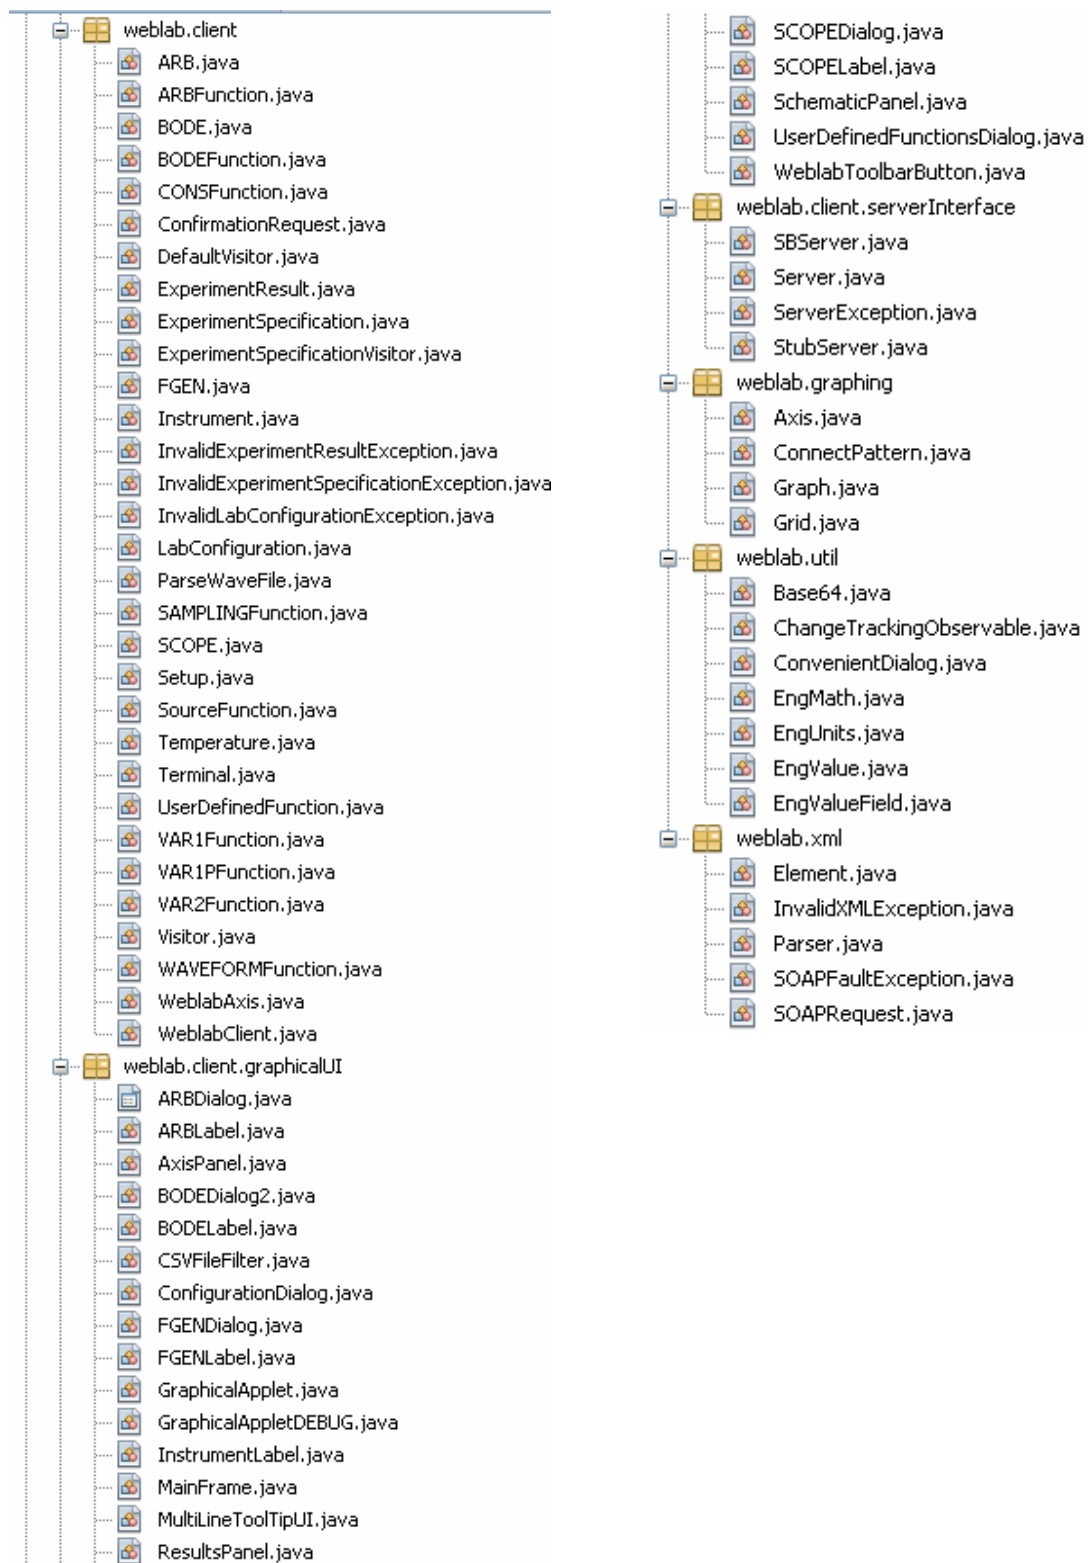 weblab.client
ARB.java
ARBFunction.java
BODE.java
BODEFunction.java
CONSFunction.java
ConfirmationRequest.java
DefaultVisitor.java
ExperimentResult.java
ExperimentSpecification.java
ExperimentSpecificationVisitor.java
FGEN.java
Instrument.java
InvalidExperimentResultException.java
InvalidExperimentSpecificationException.java
InvalidLabConfigurationException.java
LabConfiguration.java
ParseWaveFile.java
SAMPLINGFunction.java
SCOPE.java
Setup.java
SourceFunction.java
Temperature.java
Terminal.java
UserDefinedFunction.java
VAR1Function.java
VAR1PFunction.java
VAR2Function.java
Visitor.java
WAVEFORMFunction.java
WeblabAxis.java
WeblabClient.java
weblab.client.graphicalUI
ARBDialog.java
ARBLabel.java
AxisPanel.java
BODEDialog2.java
BODELabel.java
CSVFileFilter.java
ConfigurationDialog.java
FGENDialog.java
FGENLabel.java
GraphicalApplet.java
GraphicalAppletDEBUG.java
InstrumentLabel.java
MainFrame.java
MultiLineToolTipUI.java
ResultsPanel.java
SCOPEDialog.java
SCOPELabel.java
SchematicPanel.java
UserDefinedFunctionsDialog.java
WeblabToolbarButton.java
weblab.client.serverInterface
SBServer.java
Server.java
ServerException.java
StubServer.java
weblab.graphing
Axis.java
ConnectPattern.java
Graph.java
Grid.java
weblab.util
Base64.java
ChangeTrackingObservable.java
ConvenientDialog.java
EngMath.java
EngUnits.java
EngValue.java
EngValueField.java
weblab.xml
Element.java
InvalidXMLException.java
Parser.java
SOAPFaultException.java
SOAPRequest.java